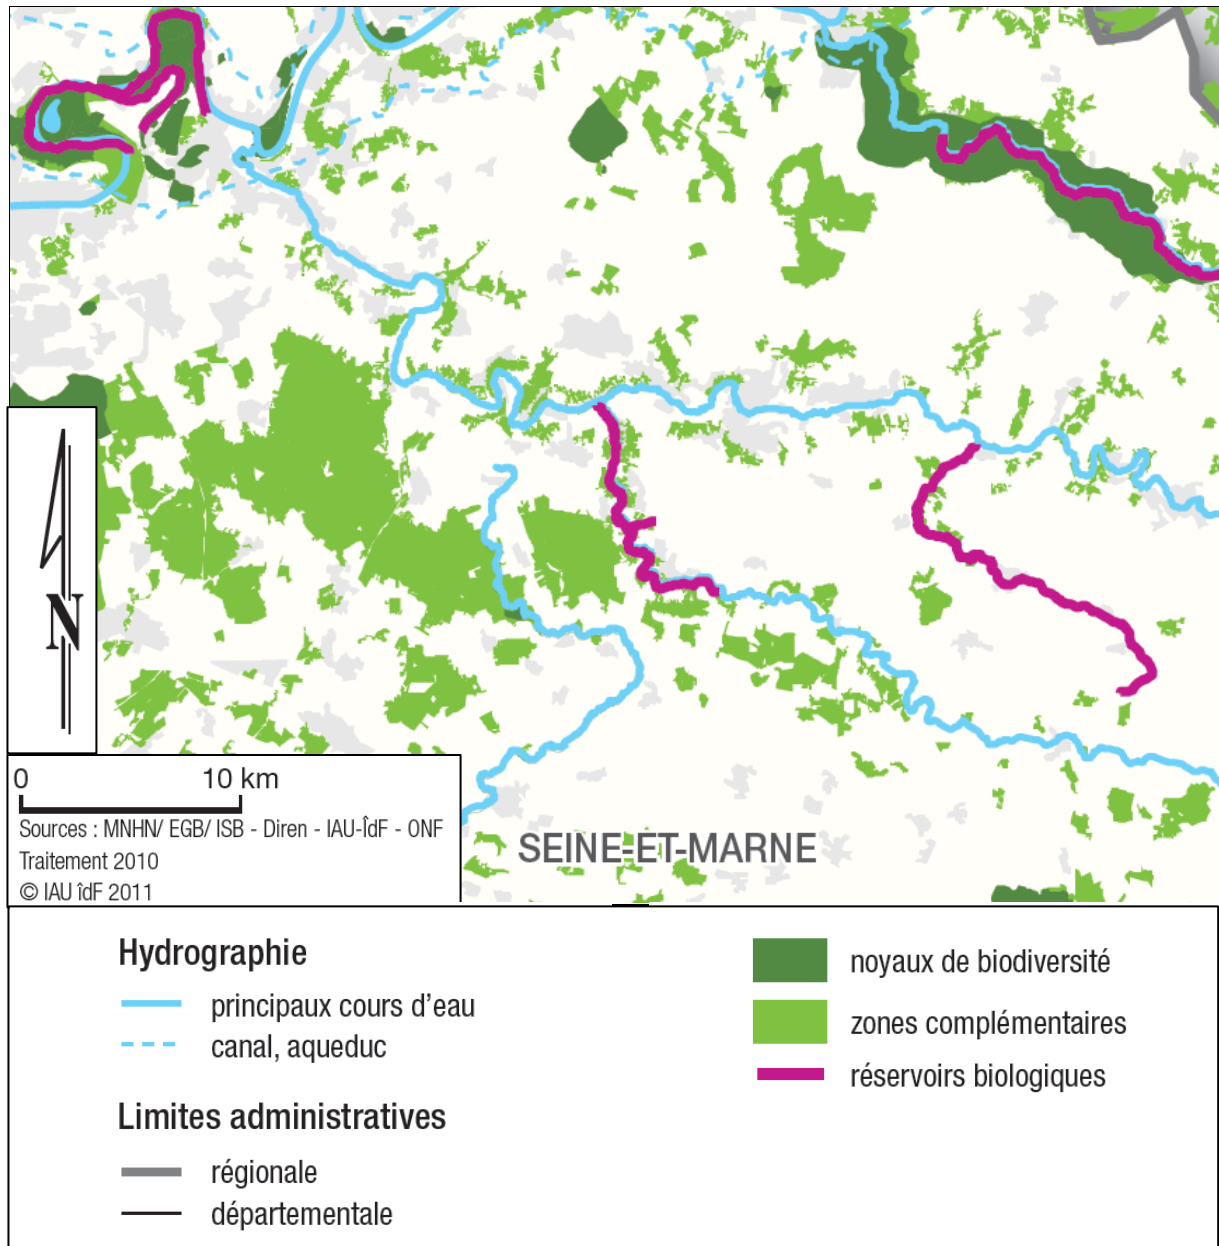 N
0 10 km
Sources : MNHN/ EGB/ ISB - Diren - IAU-ÎdF - ONF
Traitement 2010
© IAU îdF 2011
SEINE-ET-MARNE
Hydrographie
principaux cours d’eau
canal, aqueduc
Limites administratives
régionale
départementale
noyaux de biodiversité
zones complémentaires
réservoirs biologiques